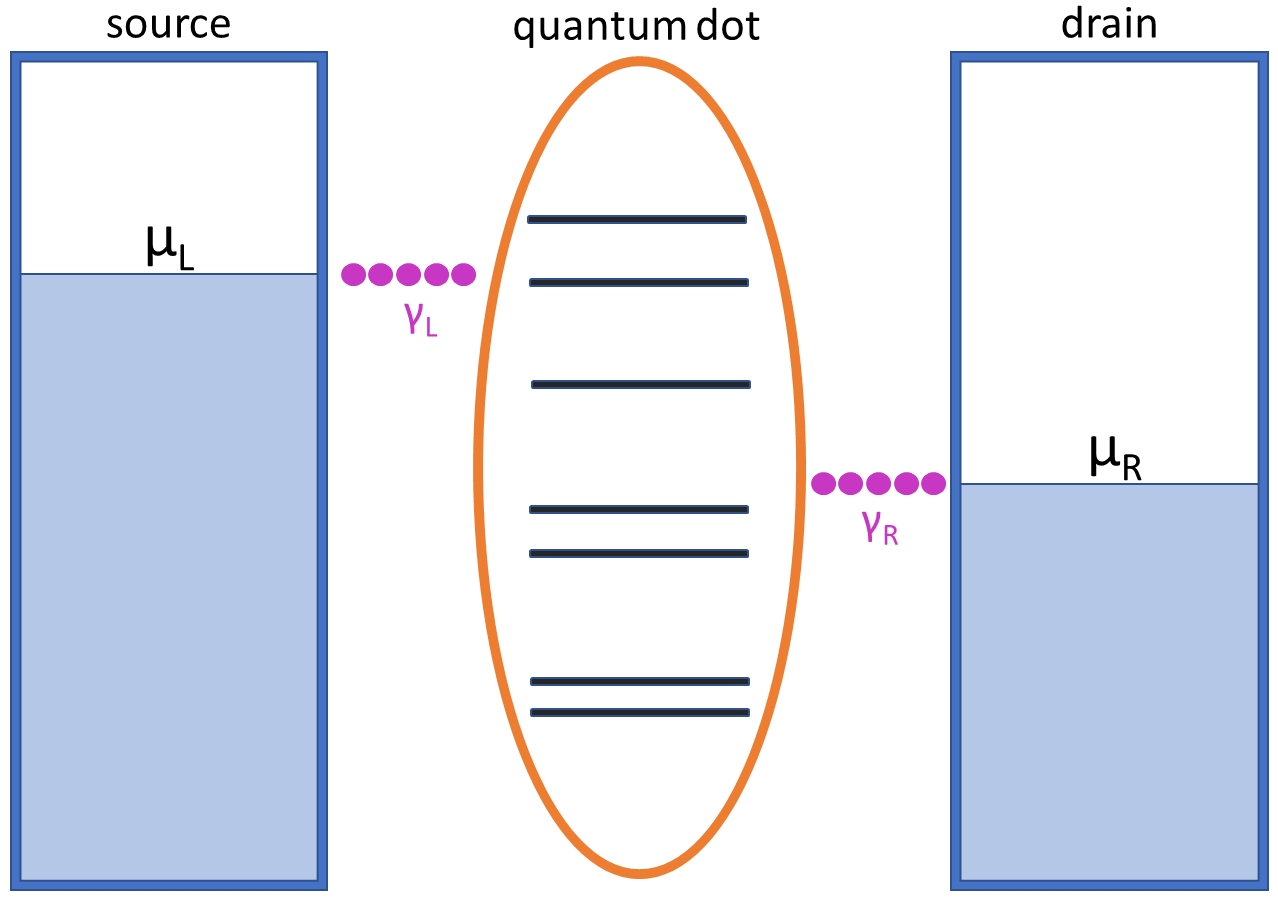 source
quantum dot
drain
μL
γL
μR
γR